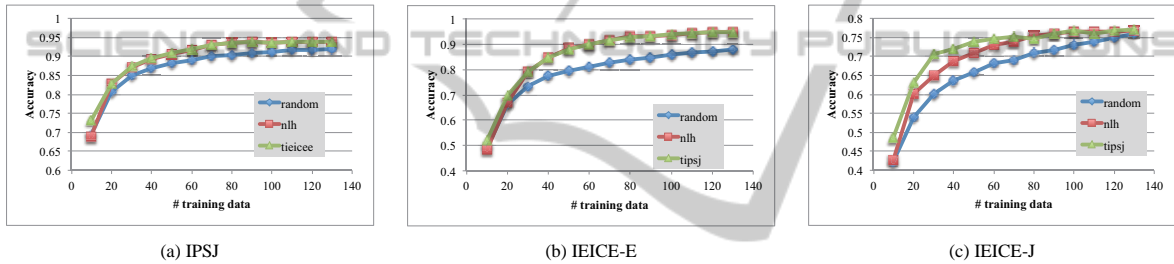 SCIENCE AND TECHNOLOGY PUBLICATIONS
1
0.95
0.9
0.85
0.8
0.75
0.7
0.65
0.6
Accuracy
0 20 40 60 80 100 120 140
# training data
random
nlh
tieicee
(a) IPSJ
1
0.9
0.8
0.7
0.6
0.5
0.4
Accuracy
0 20 40 60 80 100 120 140
# training data
random
nlh
tipsj
(b) IEICE-E
0.8
0.75
0.7
0.65
0.6
0.55
0.5
0.45
0.4
Accuracy
0 20 40 60 80 100 120 140
# training data
random
nlh
tipsj
(c) IEICE-J